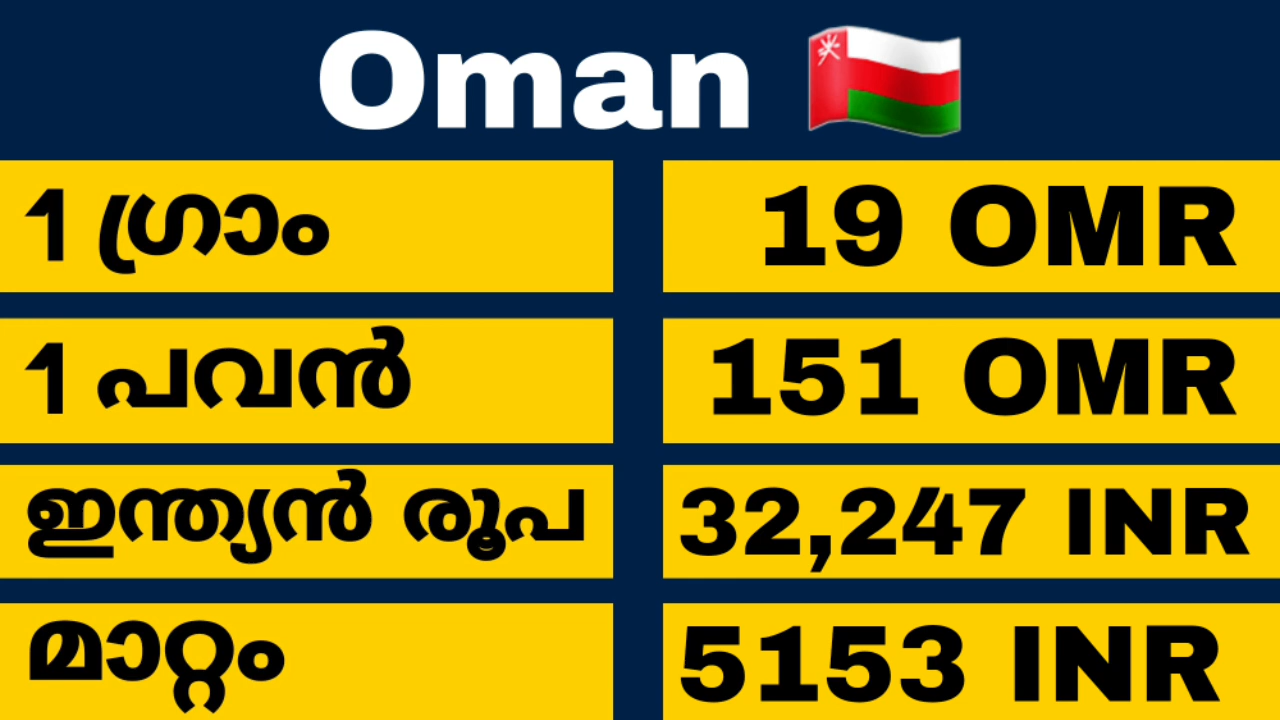 Oman 🇴🇲
1 ഗ്രാം 19 OMR
1 പവൻ 151 OMR
ഇന്ത്യൻ രൂപ 32,247 INR
മാറ്റം 5153 INR